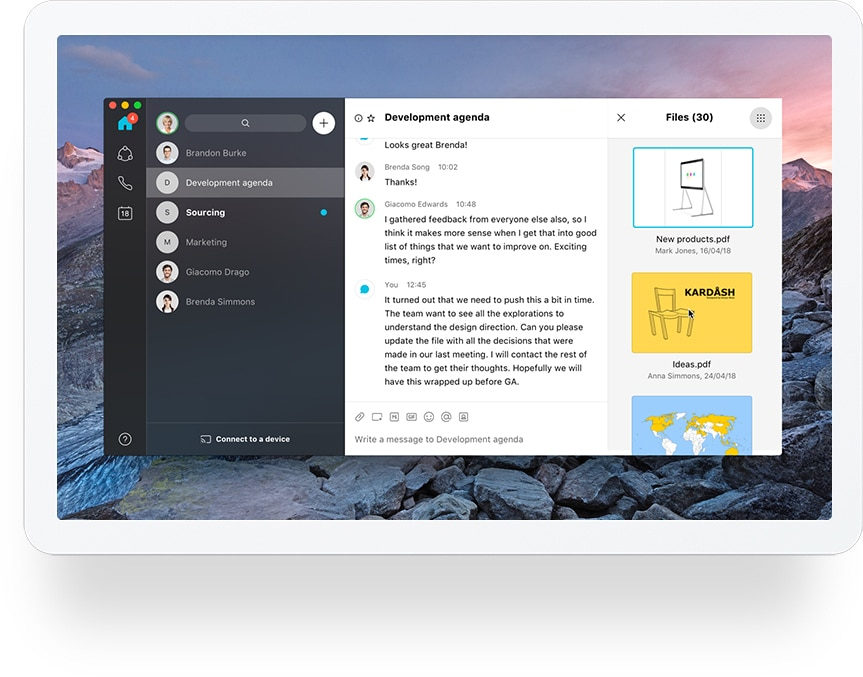 4
18
Brandon Burke
D
Development agenda
S
Sourcing
M
Marketing
Giacomo Drago
Brenda Simmons
Connect to a device
Development agenda
Looks great Brenda!
Brenda Song 10:02
Thanks!
Giacomo Edwards 10:48
I gathered feedback from everyone else also, so I
think it makes more sense when I get that into good
list of things that we want to improve on. Exciting
times, right?
You 12:45
It turned out that we need to push this a bit in time.
The team want to see all the explorations to
understand the design direction. Can you please
update the file with all the decisions that were
made in our last meeting. I will contact the rest of
the team to get their thoughts. Hopefully we will
have this wrapped up before GA.
GIF
Write a message to Development agenda
Files (30)
New products.pdf
Mark Jones, 16/04/18
KARDÅSH
Ideas.pdf
Anna Simmons, 24/04/18